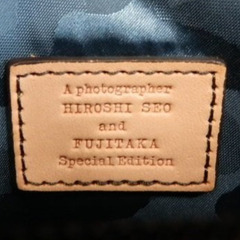 A photographer
HIROSHI SEO
and
FUJITAKA
Special Edition